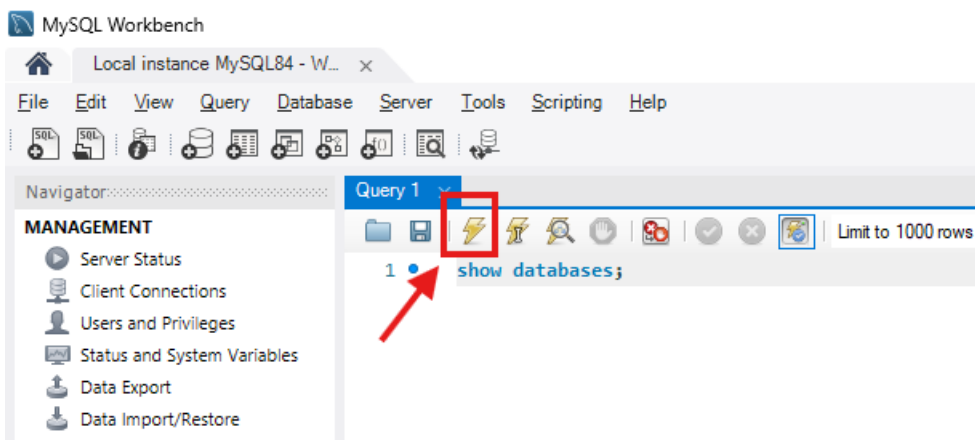 MySQL Workbench
Local instance MySQL84 - W...
File Edit View Query Database Server Tools Scripting Help
SQL SQL
Navigator
Query 1
MANAGEMENT
Limit to 1000 rows
Server Status
1 show databases;
Client Connections
Users and Privileges
Status and System Variables
Data Export
Data Import/Restore